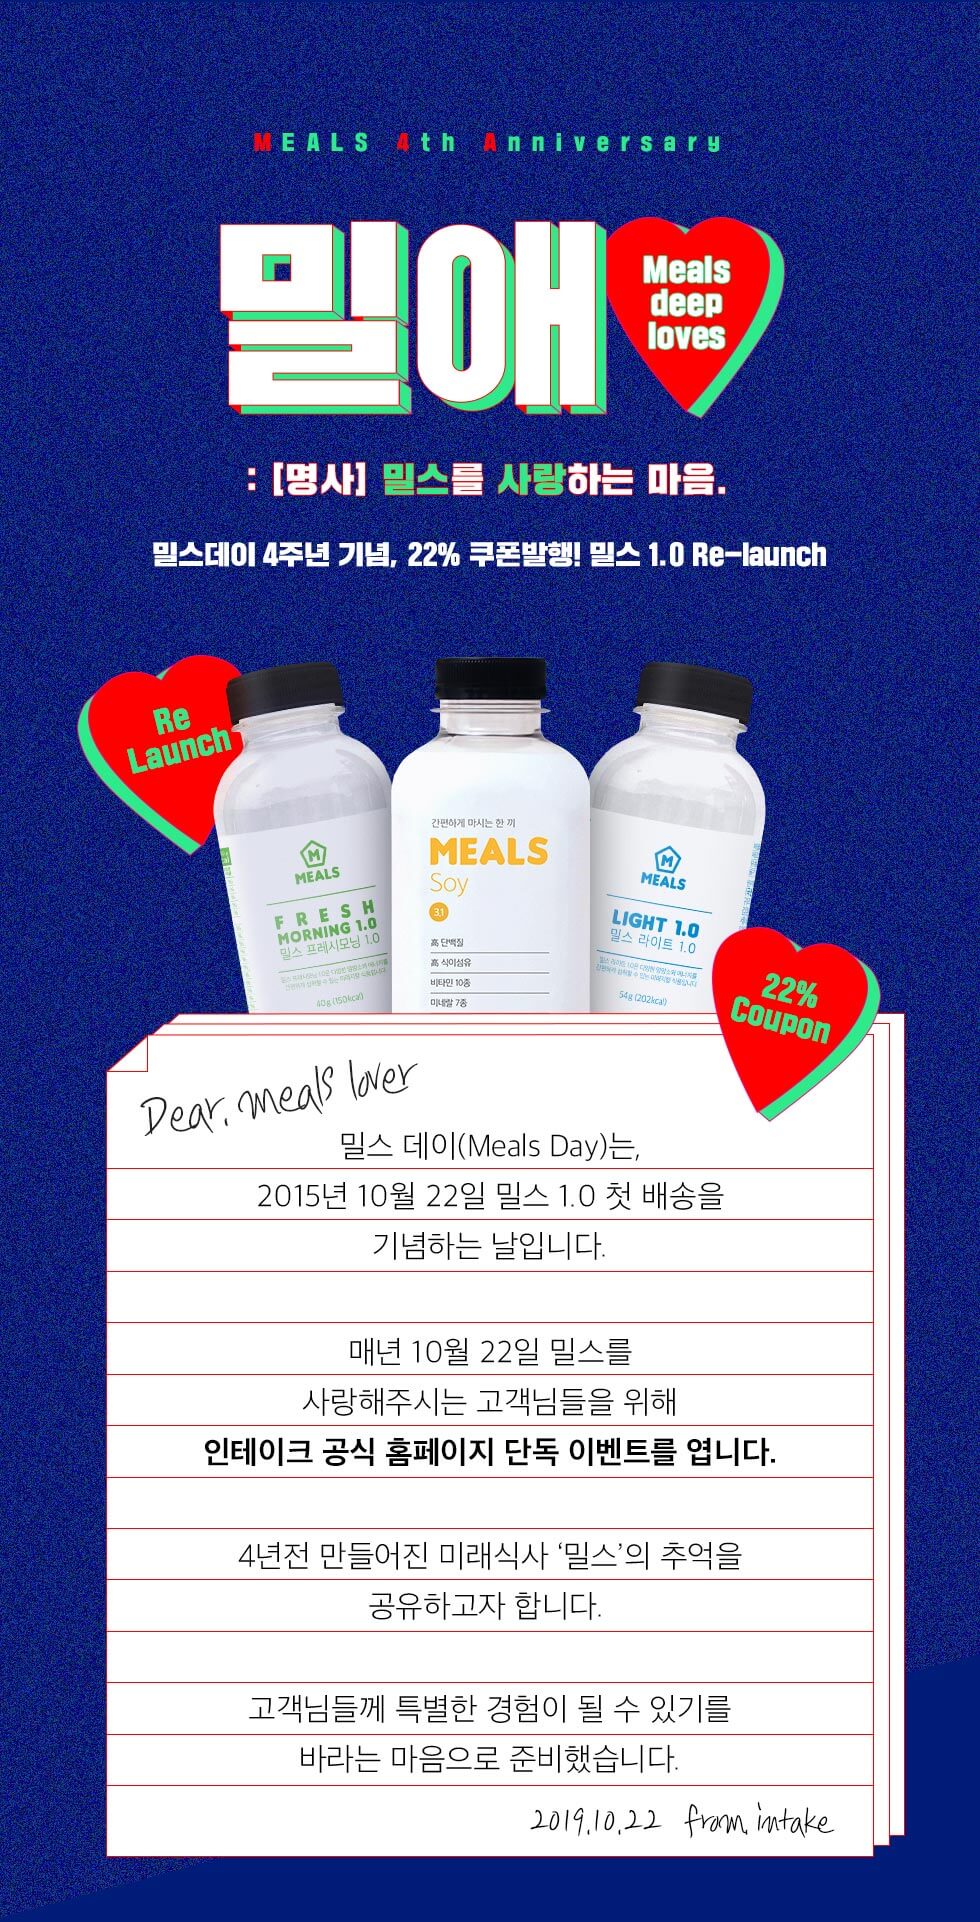 MEALS 4th Anniversary
밀애
Meals
deep
loves
: [명사] 밀스를 사랑하는 마음.
밀스데이 4주년 기념, 22% 쿠폰발행! 밀스 1.0 Re-launch
Re
Launch
M
MEALS
FRESH
MORNING 1.0
밀스 프레시모닝 1.0
40g (150kcal)
간편하게 마시는 한 끼
MEALS
Soy
3.1
高 단백질
高 식이섬유
비타민 10종
미네랄 7종
M
MEALS
LIGHT 1.0
밀스 라이트 1.0
54g (202kcal)
22%
Coupon
Dear. meals lover
밀스 데이(Meals Day)는,
2015년 10월 22일 밀스 1.0 첫 배송을
기념하는 날입니다.
매년 10월 22일 밀스를
사랑해주시는 고객님들을 위해
인테이크 공식 홈페이지 단독 이벤트를 엽니다.
4년전 만들어진 미래식사 ‘밀스’의 추억을
공유하고자 합니다.
고객님들께 특별한 경험이 될 수 있기를
바라는 마음으로 준비했습니다.
2019.10.22 from. intake